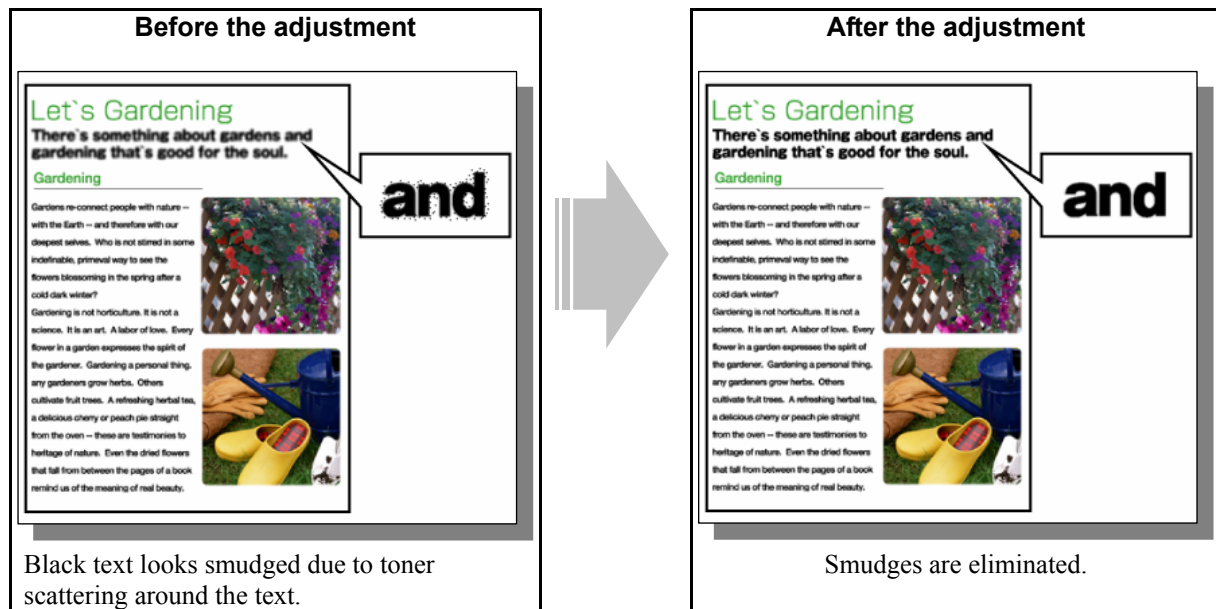 Before the adjustment
Let`s Gardening
There`s something about gardens and
gardening that`s good for the soul.
and
Gardening
Gardens re-connect people with nature --
with the Earth -- and therefore with our
deepest selves. Who is not stirred in some
indefinable, primeval way to see the
flowers blossoming in the spring after a
cold dark winter?
Gardening is not horticulture. It is not a
science. It is an art. A labor of love. Every
flower in a garden expresses the spirit of
the gardener. Gardening a personal thing,
any gardeners grow herbs. Others
cultivate fruit trees. A refreshing herbal tea,
a delicious cherry or peach pie straight
from the oven -- these are testimonies to
heritage of nature. Even the dried flowers
that fall from between the pages of a book
remind us of the meaning of real beauty.
Black text looks smudged due to toner
scattering around the text.
After the adjustment
Let`s Gardening
There`s something about gardens and
gardening that`s good for the soul.
and
Gardening
Gardens re-connect people with nature --
with the Earth -- and therefore with our
deepest selves. Who is not stirred in some
indefinable, primeval way to see the
flowers blossoming in the spring after a
cold dark winter?
Gardening is not horticulture. It is not a
science. It is an art. A labor of love. Every
flower in a garden expresses the spirit of
the gardener. Gardening a personal thing,
any gardeners grow herbs. Others
cultivate fruit trees. A refreshing herbal tea,
a delicious cherry or peach pie straight
from the oven -- these are testimonies to
heritage of nature. Even the dried flowers
that fall from between the pages of a book
remind us of the meaning of real beauty.
Smudges are eliminated.